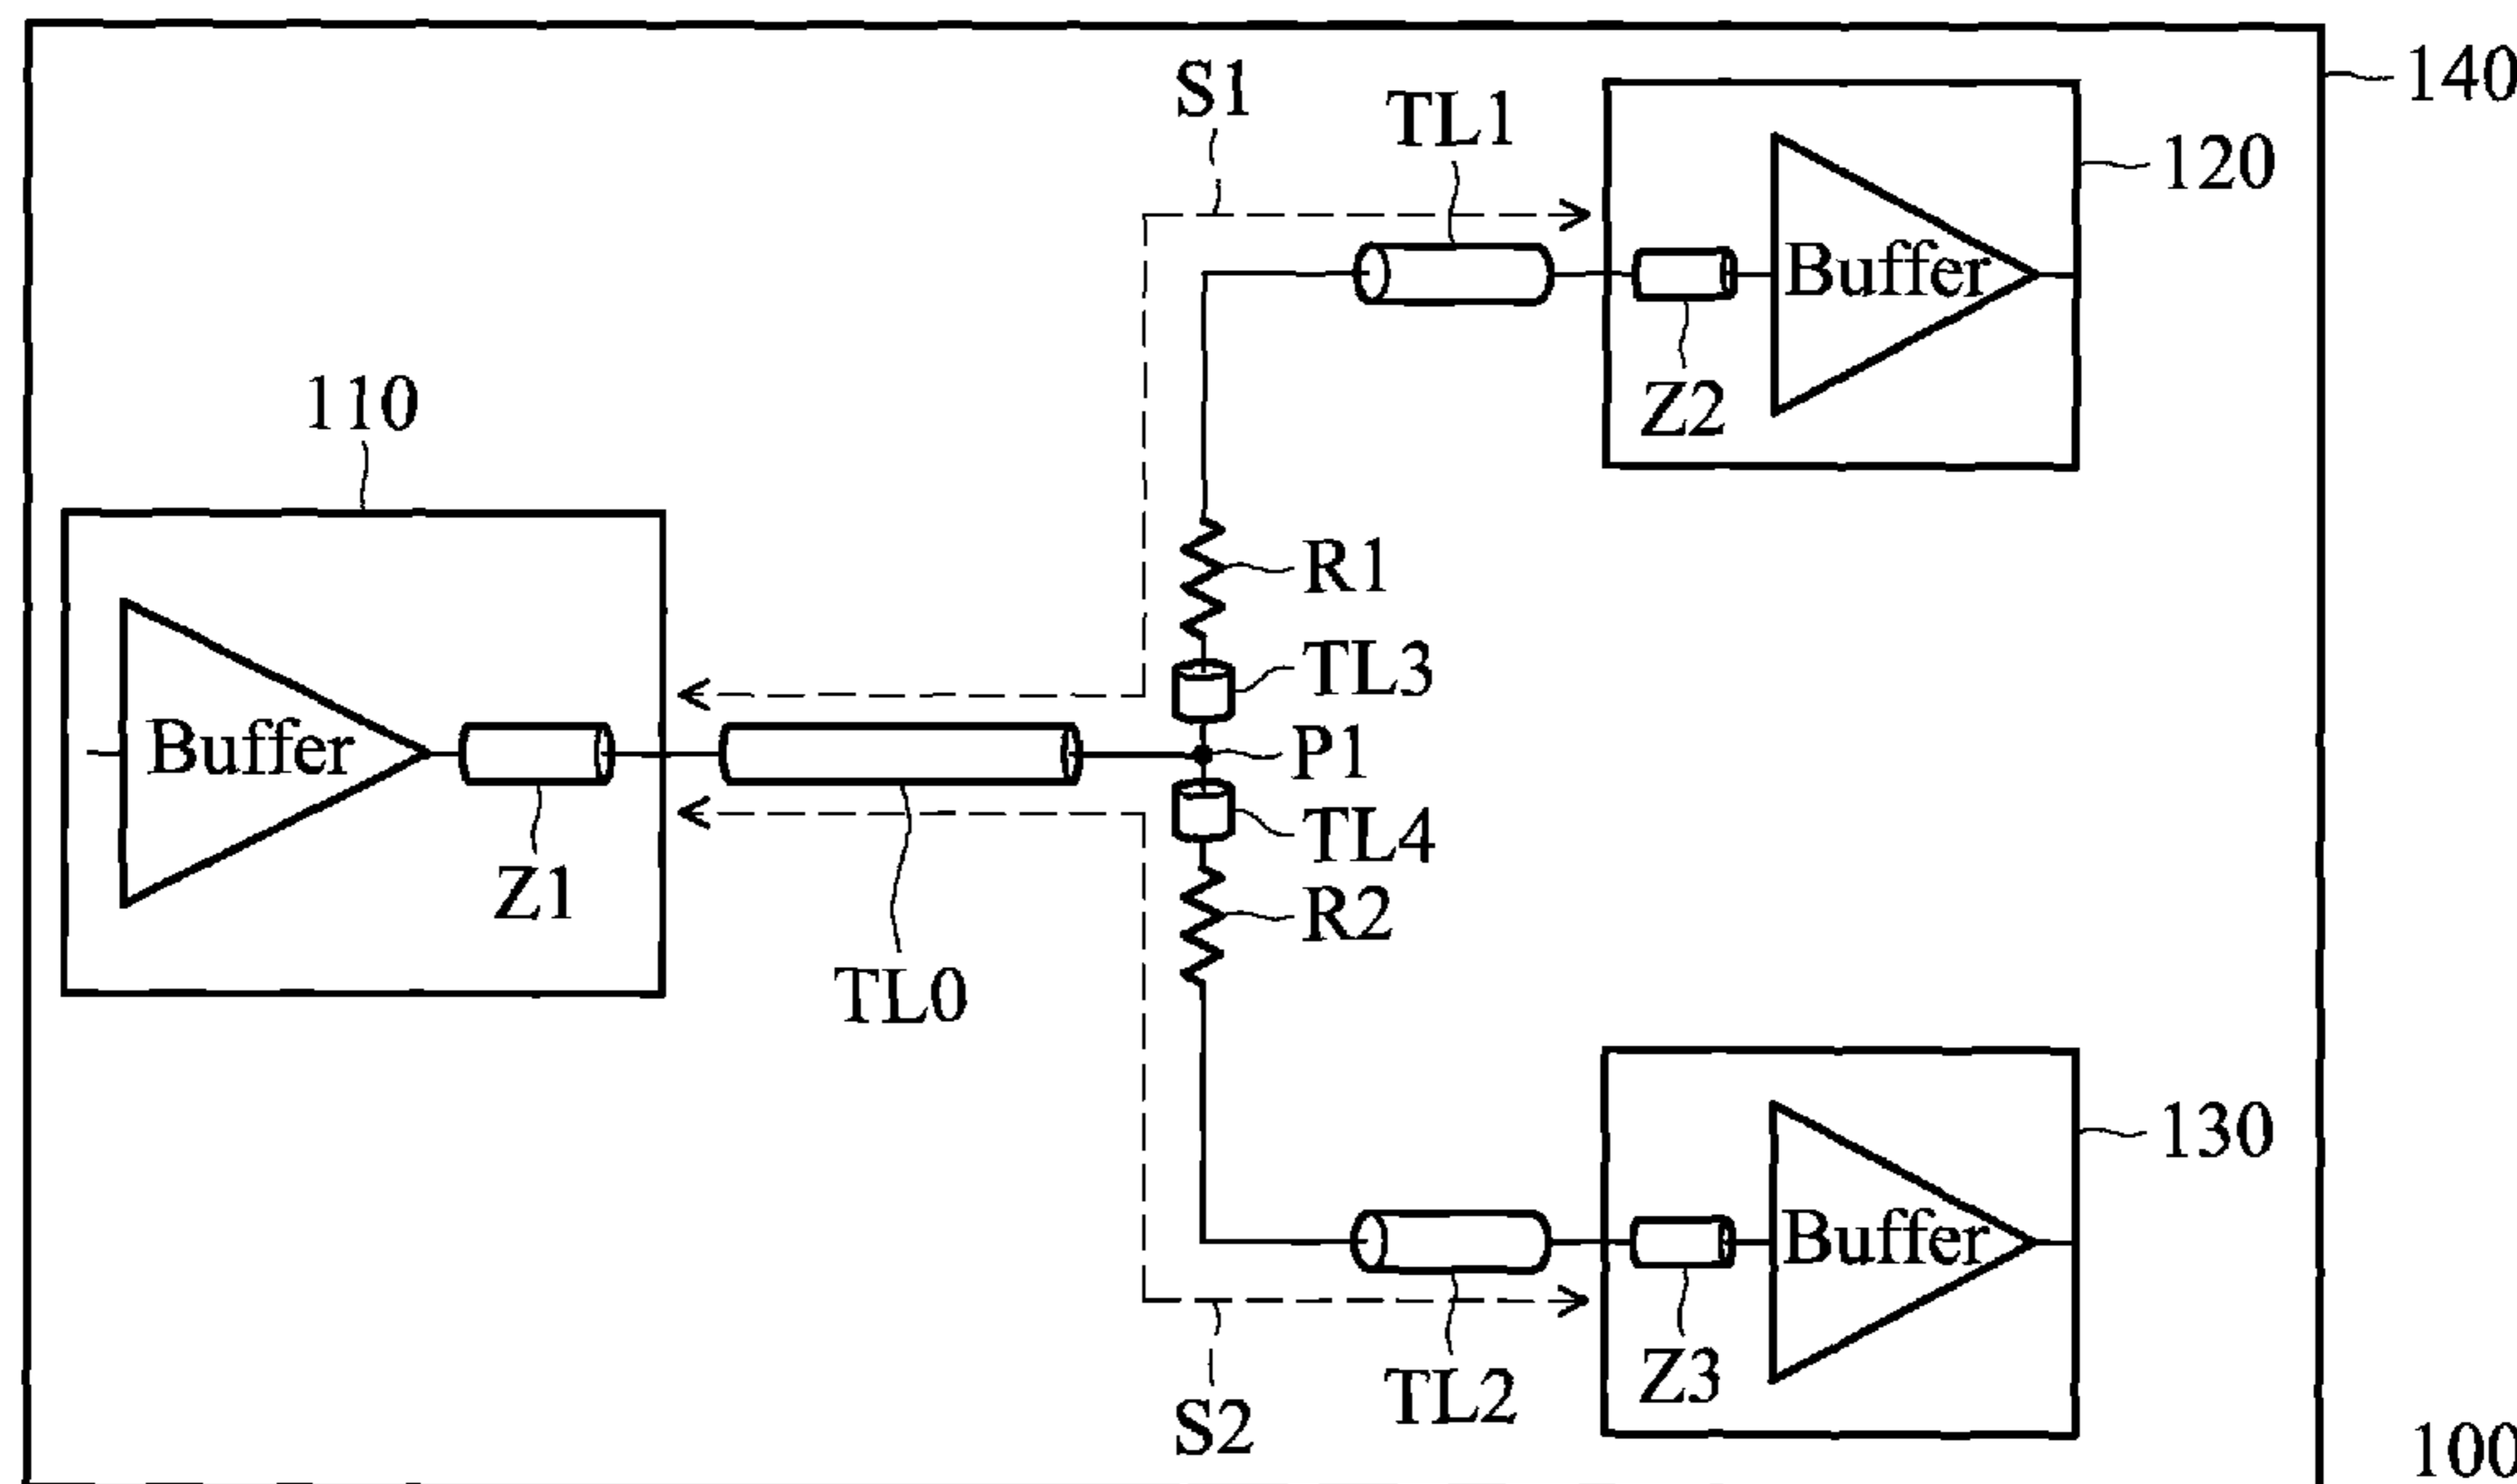 140
S1
TL1
120
Buffer
Z2
110
R1
TL3
Buffer
P1
TL4
Z1
R2
TL0
130
Buffer
Z3
TL2
S2
100